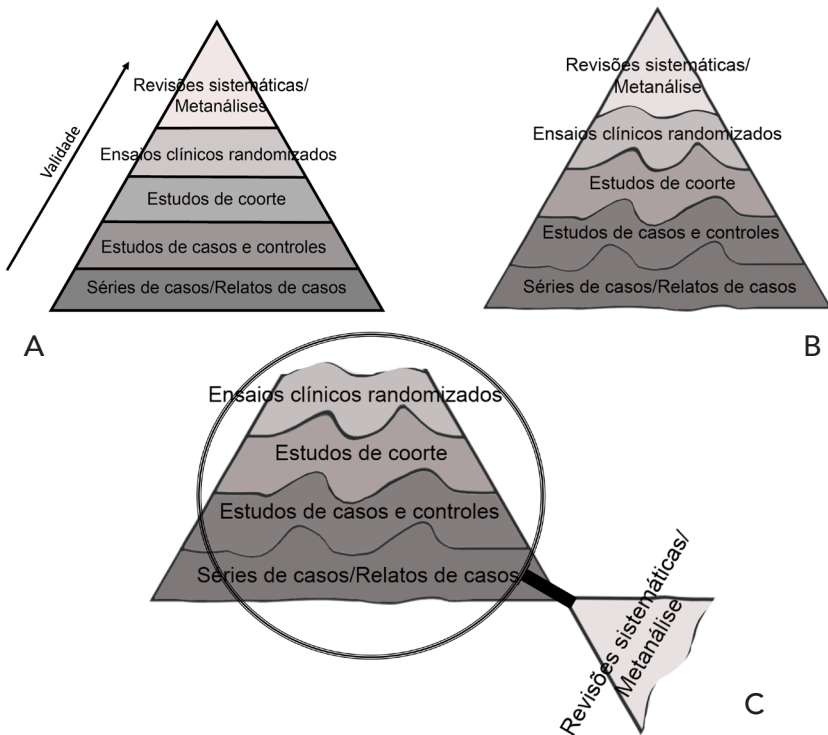 Validade
Revisões sistemáticas/
Metanálises
Ensaios clínicos randomizados
Estudos de coorte
Estudos de casos e controles
Séries de casos/Relatos de casos
A
Revisões sistemáticas/
Metanálise
Ensaios clínicos randomizados
Estudos de coorte
Estudos de casos e controles
Séries de casos/Relatos de casos
B
Ensaios clínicos randomizados
Estudos de coorte
Estudos de casos e controles
Séries de casos/Relatos de casos
Revisões sistemáticas/
Metanálise
C